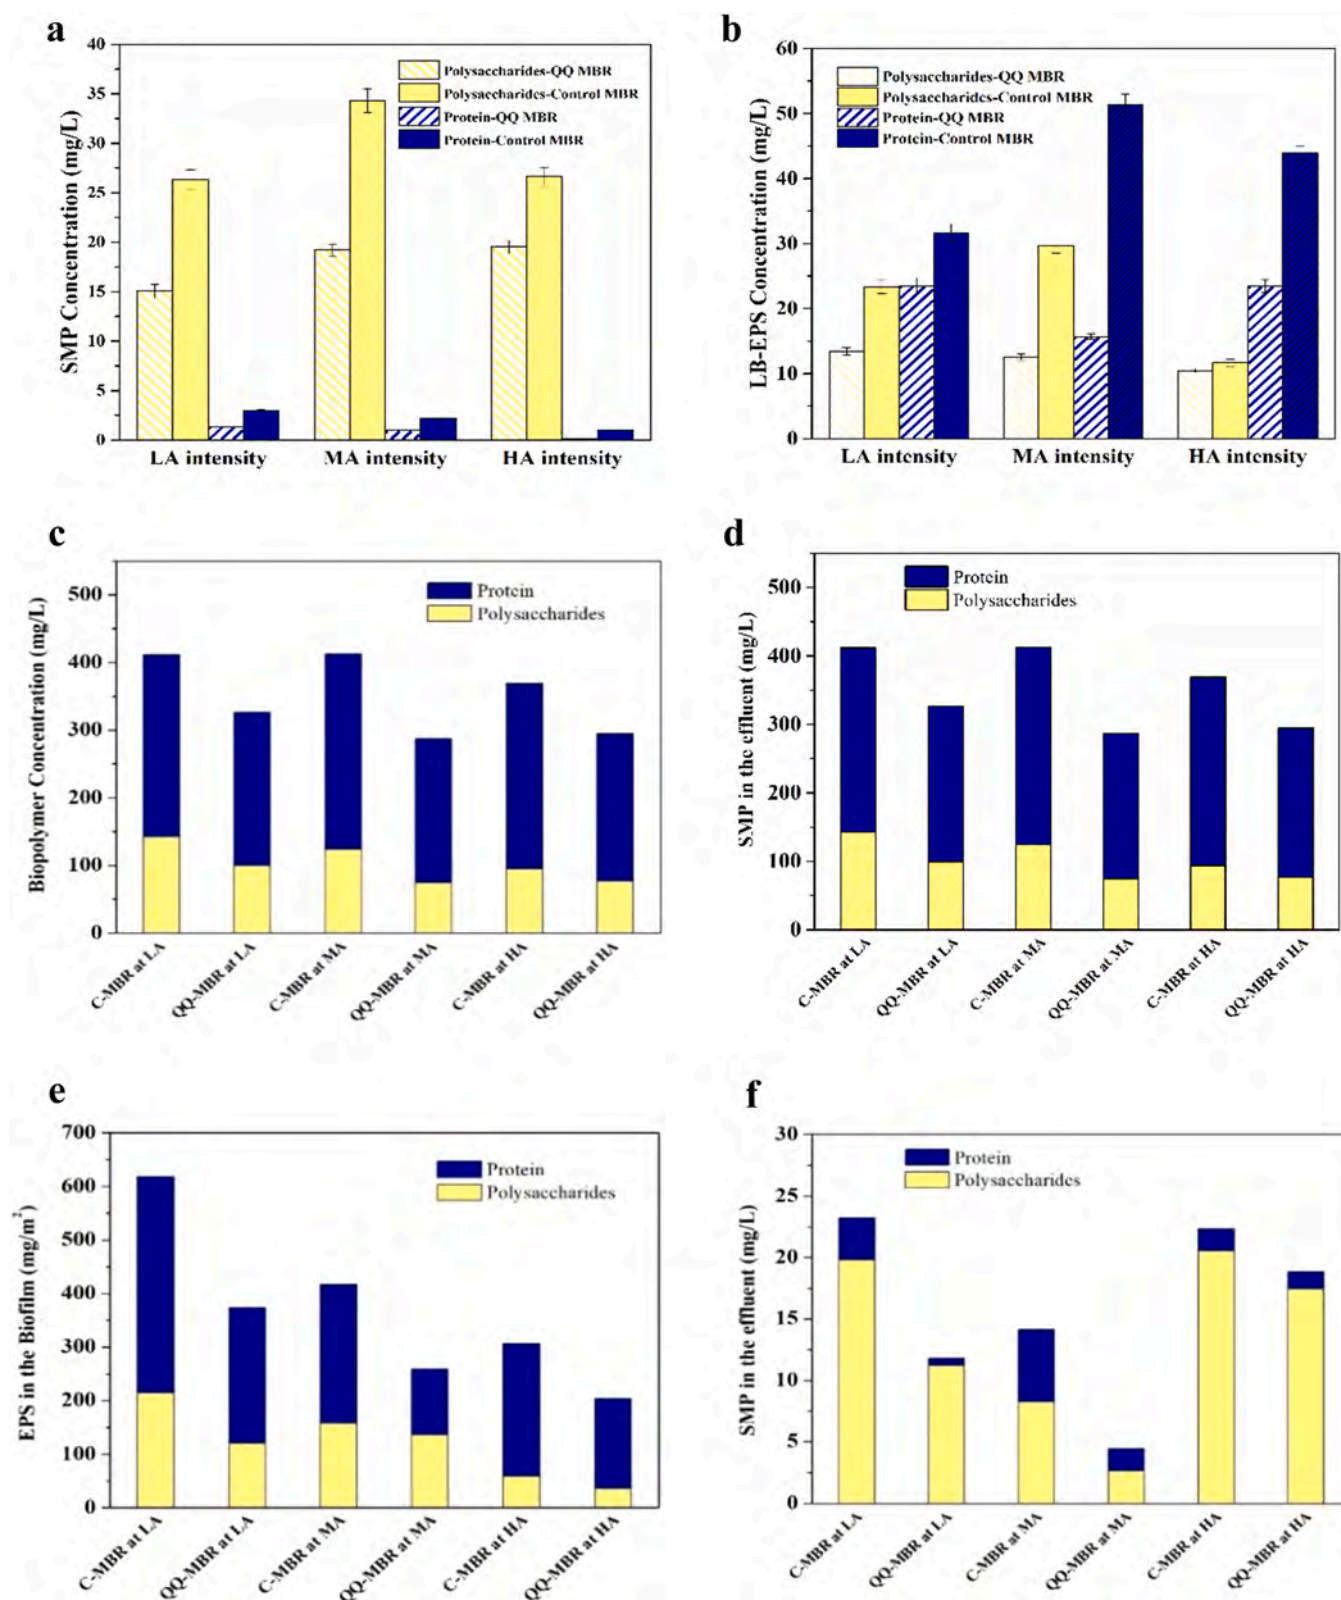 a
SMP Concentration (mg/L)
40
35
30
25
20
15
10
5
0
Polysaccharides-QQ MBR
Polysaccharides-Control MBR
Protein-QQ MBR
Protein-Control MBR
LA intensity
MA intensity
HA intensity
b
LB-EPS Concentration (mg/L)
60
50
40
30
20
10
0
Polysaccharides-QQ MBR
Polysaccharides-Control MBR
Protein-QQ MBR
Protein-Control MBR
LA intensity
MA intensity
HA intensity
c
Biopolymer Concentration (mg/L)
500
400
300
200
100
0
Protein
Polysaccharides
C-MBR at LA
QQ-MBR at LA
C-MBR at MA
QQ-MBR at MA
C-MBR at HA
QQ-MBR at HA
d
SMP in the effluent (mg/L)
500
400
300
200
100
0
Protein
Polysaccharides
C-MBR at LA
QQ-MBR at LA
C-MBR at MA
QQ-MBR at MA
C-MBR at HA
QQ-MBR at HA
e
EPS in the Biofilm (mg/m²)
700
600
500
400
300
200
100
0
Protein
Polysaccharides
C-MBR at LA
QQ-MBR at LA
C-MBR at MA
QQ-MBR at MA
C-MBR at HA
QQ-MBR at HA
f
SMP in the effluent (mg/L)
30
25
20
15
10
5
0
Protein
Polysaccharides
C-MBR at LA
QQ-MBR at LA
C-MBR at MA
QQ-MBR at MA
C-MBR at HA
QQ-MBR at HA